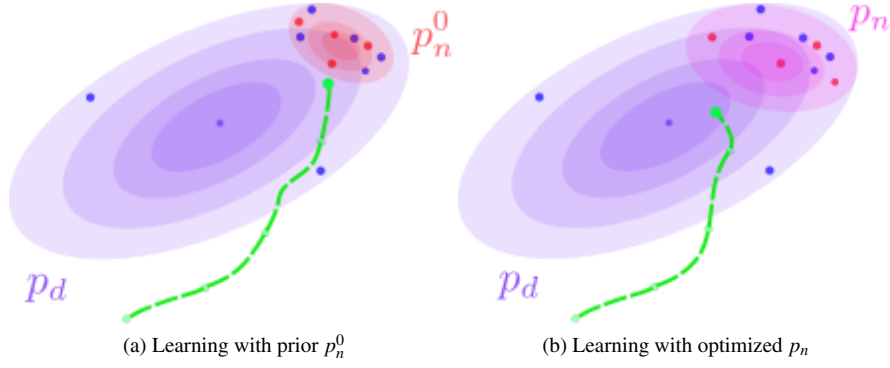 p_n^0
p_n
p_d
p_d
(a) Learning with prior p_n^0
(b) Learning with optimized p_n